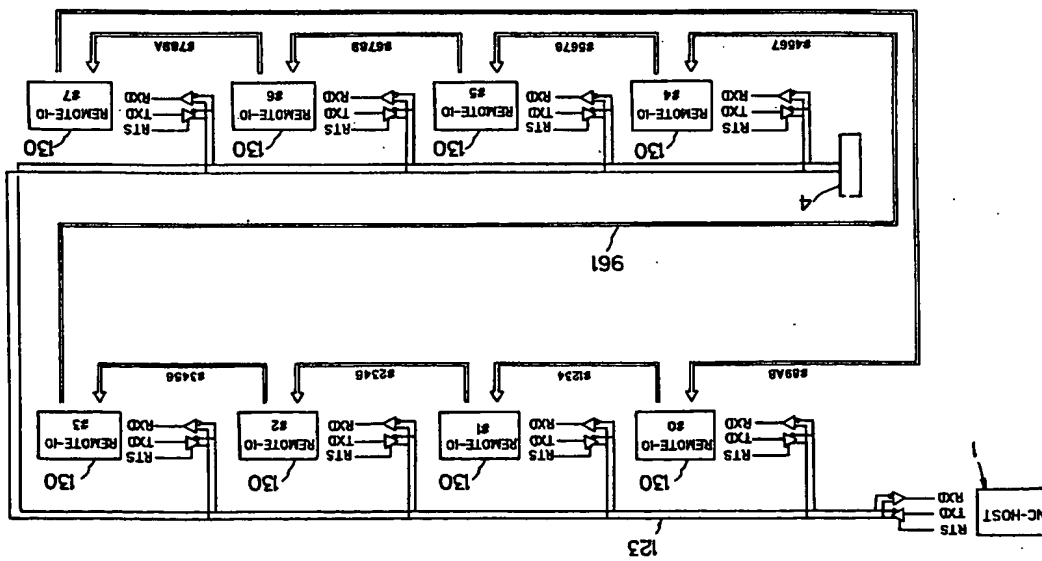 123
NC-HOST
RTS
TXD
RXD
1
130
130
130
130
RTS
TXD
RXD
REMOTE-IO
#0
RTS
TXD
RXD
REMOTE-IO
#1
RTS
TXD
RXD
REMOTE-IO
#2
RTS
TXD
RXD
REMOTE-IO
#3
#89AB
#1234
#2345
#3456
196
4
130
130
130
130
RTS
TXD
RXD
REMOTE-IO
#4
RTS
TXD
RXD
REMOTE-IO
#5
RTS
TXD
RXD
REMOTE-IO
#6
RTS
TXD
RXD
REMOTE-IO
#7
#4567
#5678
#6789
#789A